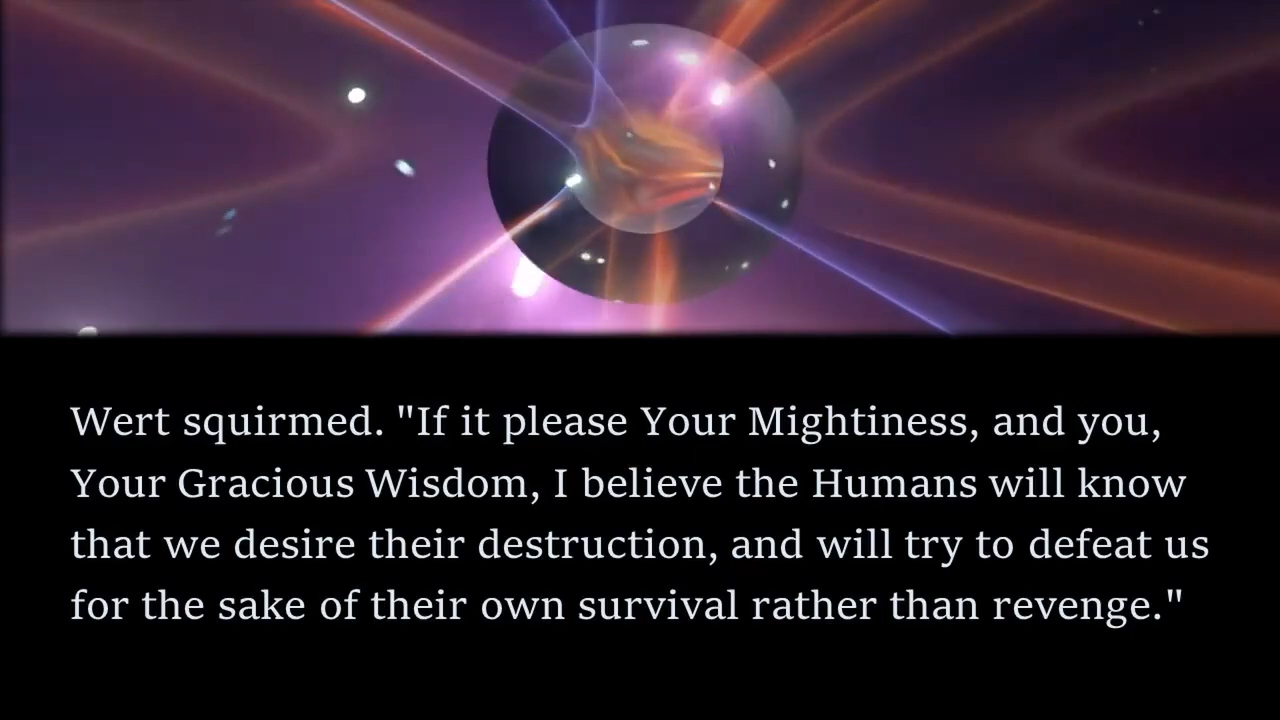 Wert squirmed. "If it please Your Mightiness, and you,
Your Gracious Wisdom, I believe the Humans will know
that we desire their destruction, and will try to defeat us
for the sake of their own survival rather than revenge."